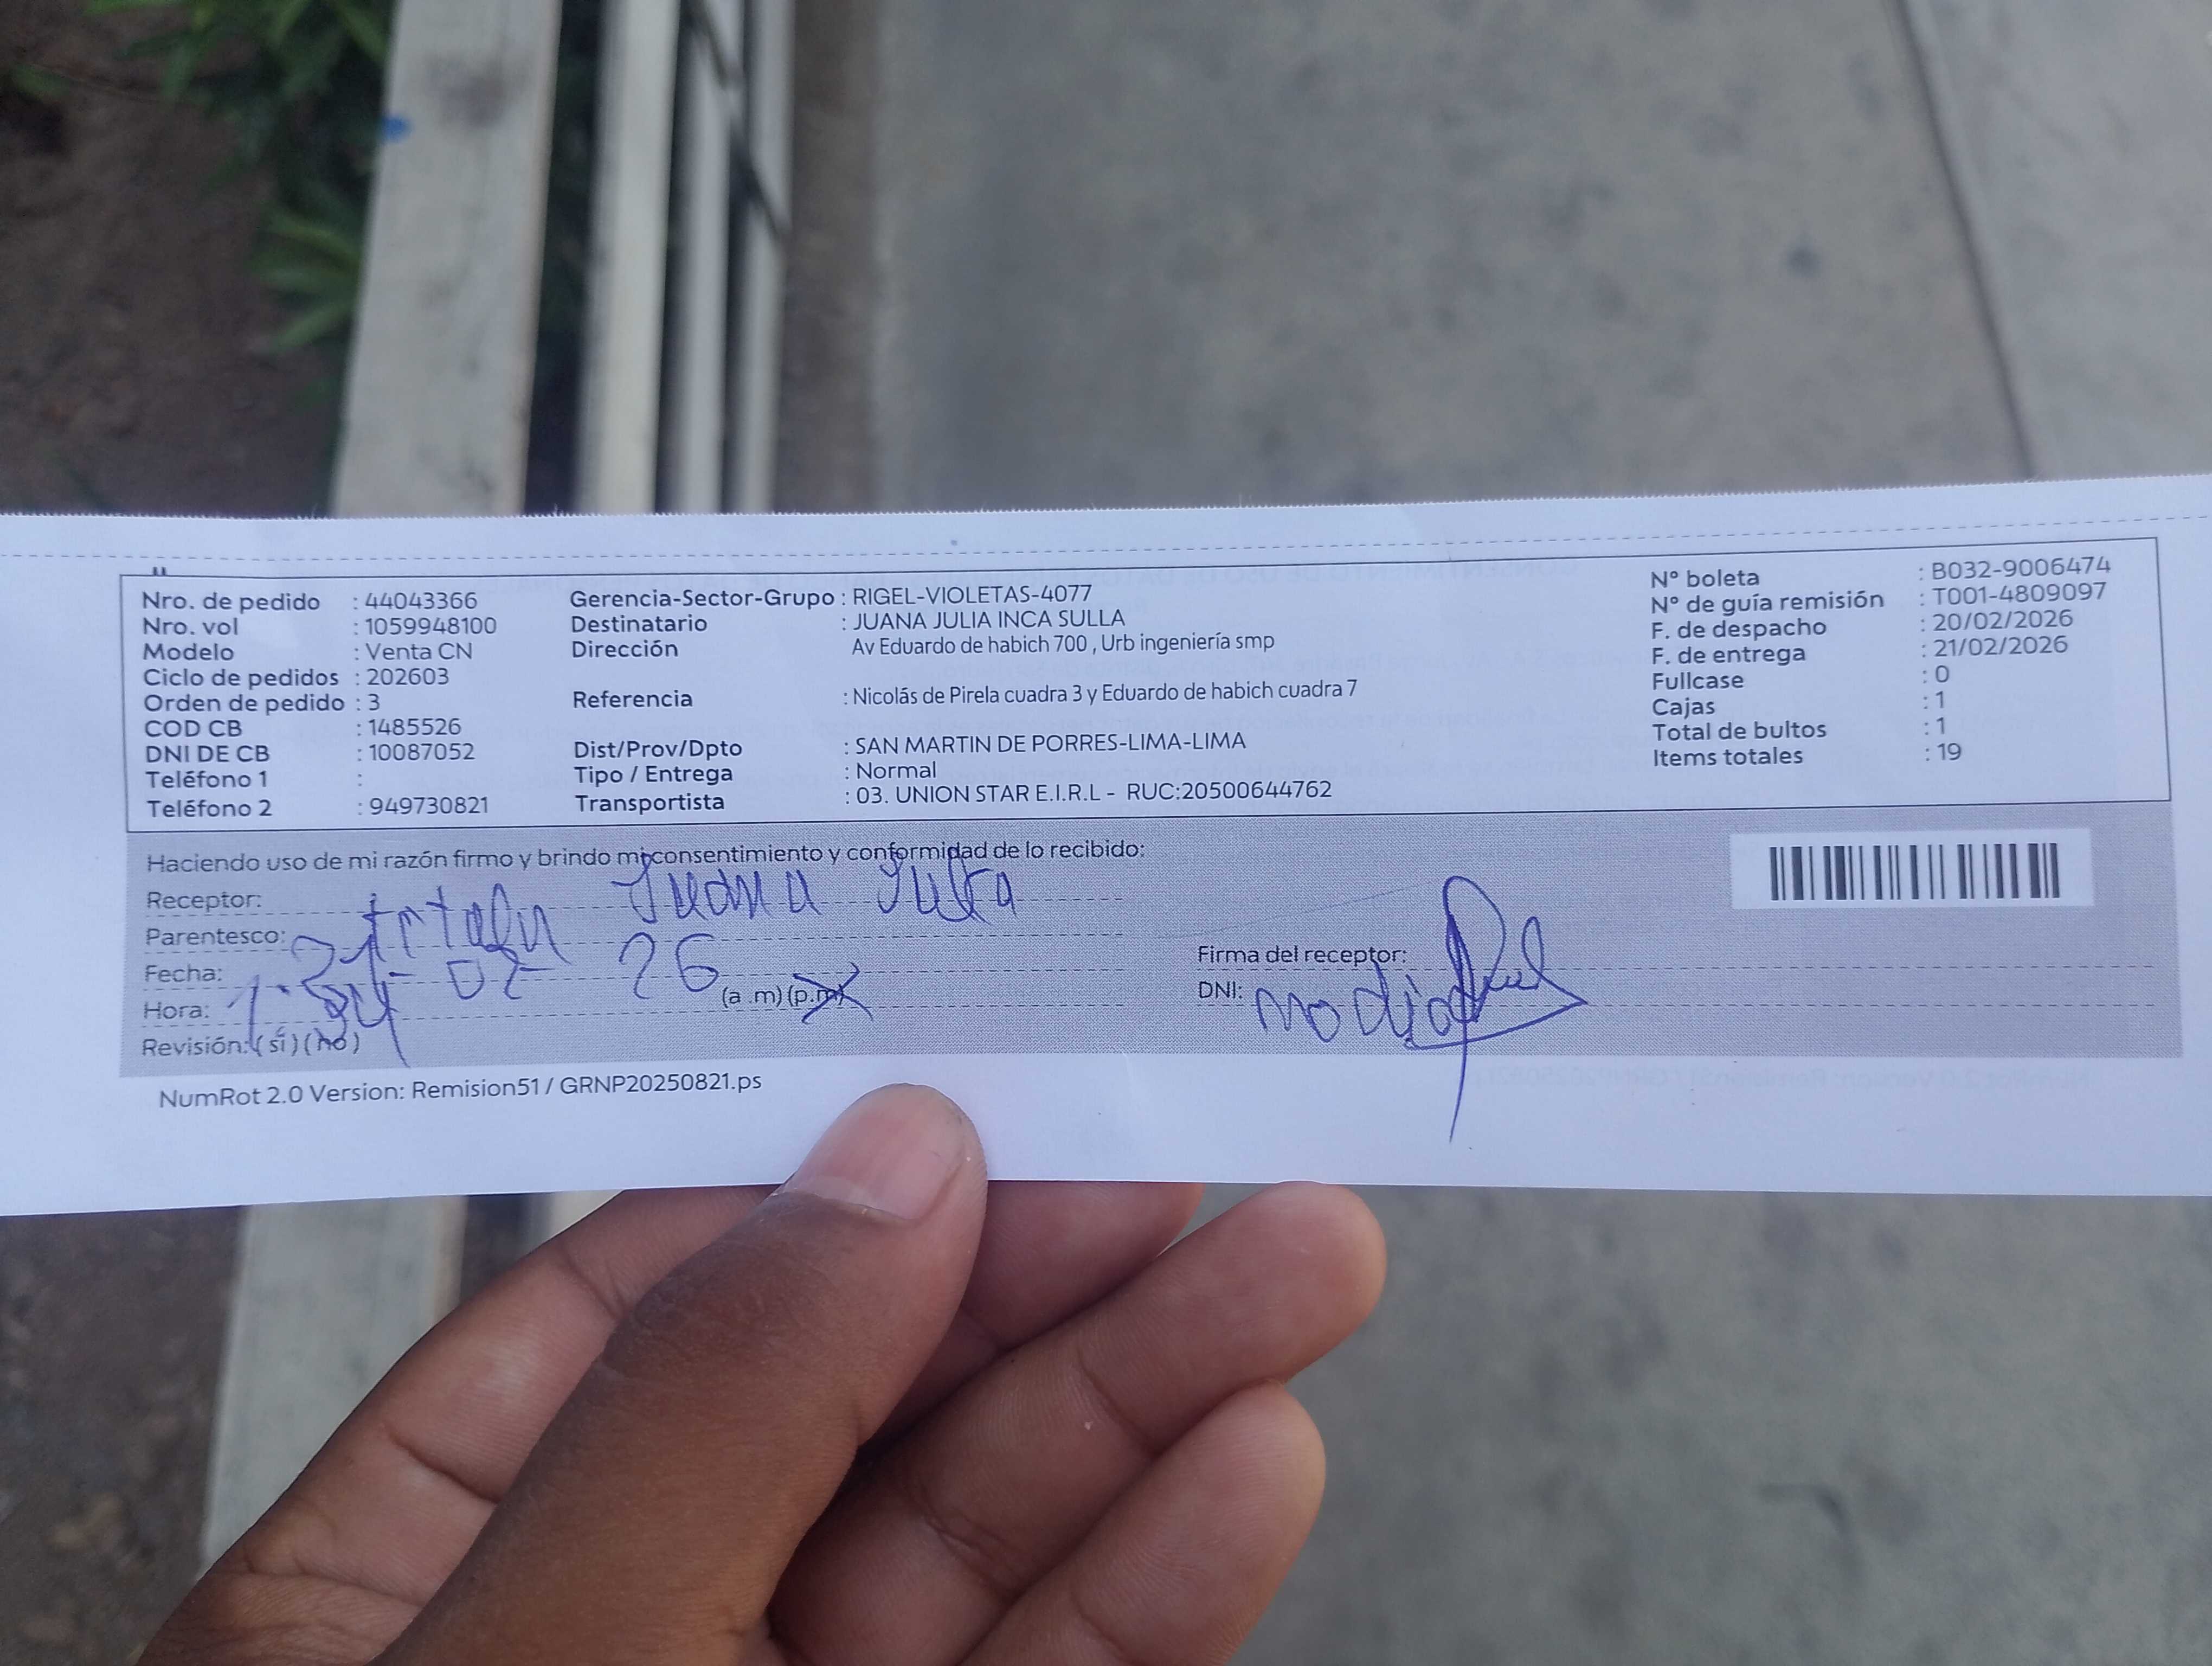 Nro. de pedido : 44043366
Nro. vol : 1059948100
Modelo : Venta CN
Ciclo de pedidos : 202603
Orden de pedido : 3
COD CB : 1485526
DNI DE CB : 10087052
Teléfono 1 :
Teléfono 2 : 949730821
Gerencia-Sector-Grupo : RIGEL-VIOLETAS-4077
Destinatario : JUANA JULIA INCA SULLA
Dirección Av Eduardo de habich 700 , Urb ingeniería smp
Referencia : Nicolás de Pirela cuadra 3 y Eduardo de habich cuadra 7
Dist/Prov/Dpto : SAN MARTIN DE PORRES-LIMA-LIMA
Tipo / Entrega : Normal
Transportista : 03. UNION STAR E.I.R.L - RUC:20500644762
N° boleta : B032-9006474
N° de guía remisión : T001-4809097
F. de despacho : 20/02/2026
F. de entrega : 21/02/2026
Fullcase : 0
Cajas : 1
Total de bultos : 1
Items totales : 19
Haciendo uso de mi razón firmo y brindo mi consentimiento y conformidad de lo recibido:
Receptor: Juana
Parentesco: titular
Fecha: 21-02-26
Hora: (a .m) (p.m)
Revisión: (si) (no)
Firma del receptor:
DNI: no dio
NumRot 2.0 Version: Remision51 / GRNP20250821.ps